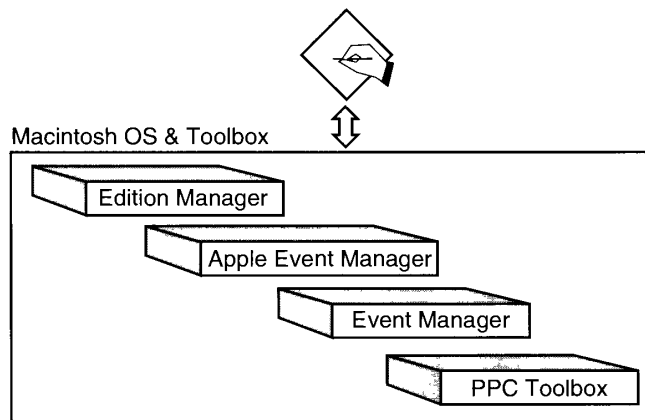 Macintosh OS & Toolbox
Edition Manager
Apple Event Manager
Event Manager
PPC Toolbox